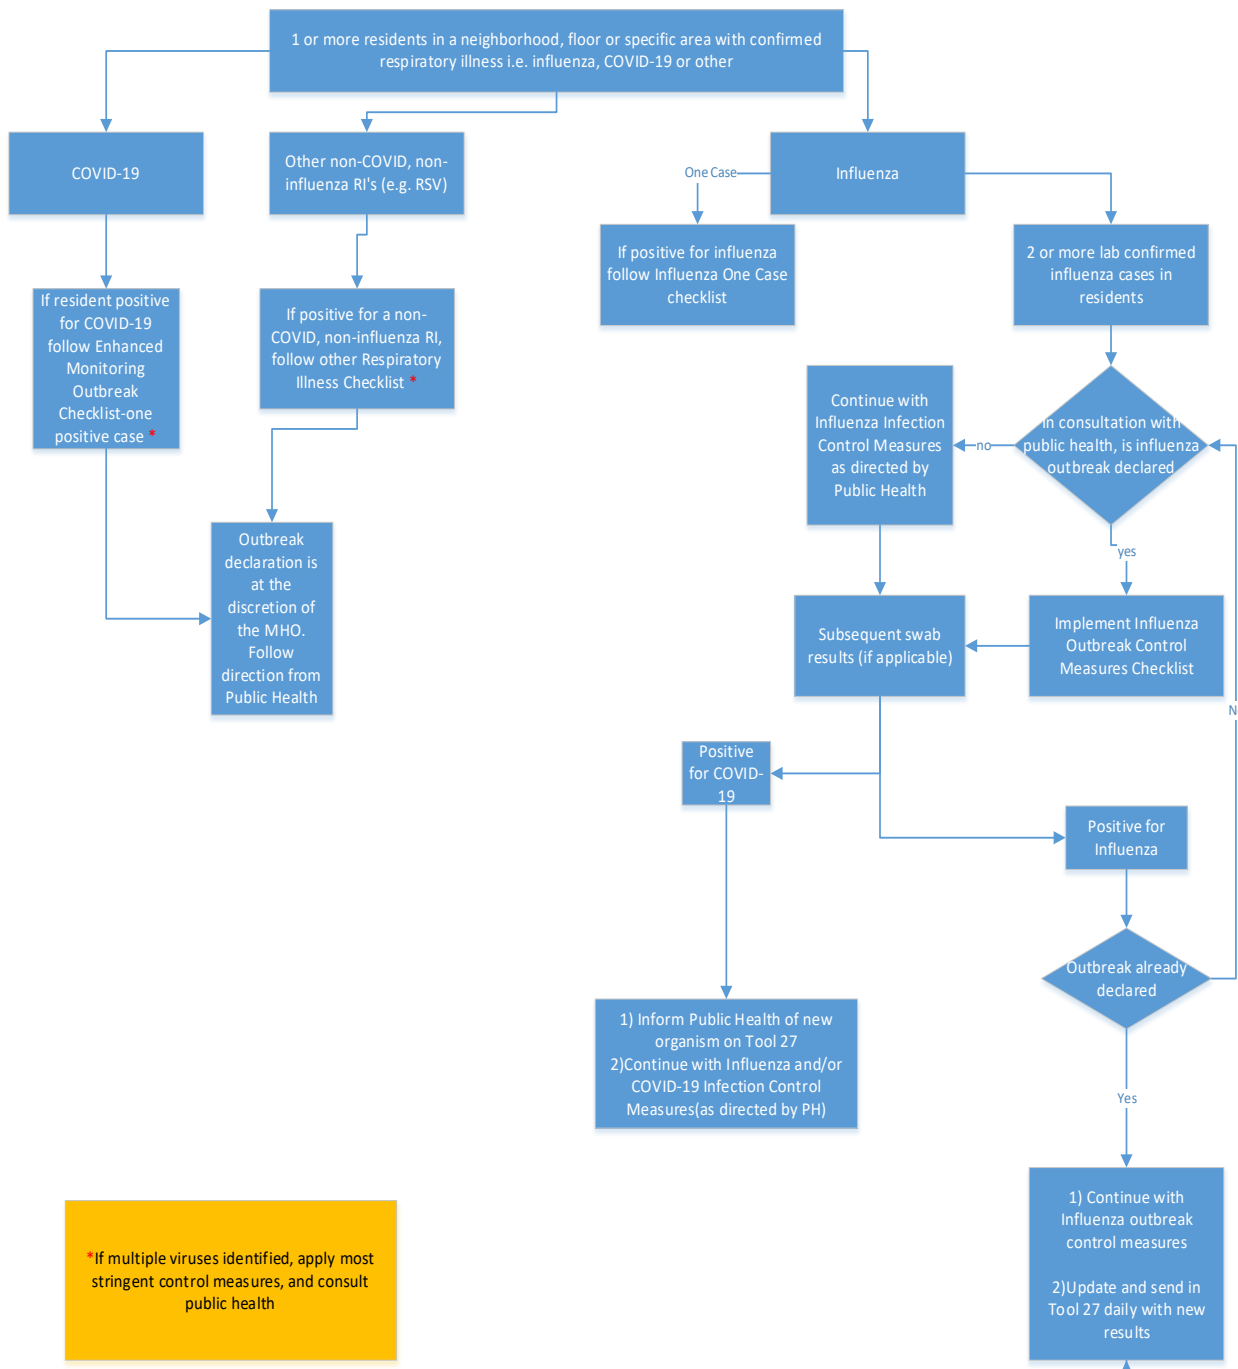 1 or more residents in a neighborhood, floor or specific area with confirmed
respiratory illness i.e. influenza, COVID-19 or other
COVID-19
Other non-COVID, non-
influenza RI's (e.g. RSV)
One Case
Influenza
If positive for influenza
follow Influenza One Case
checklist
2 or more lab confirmed
influenza cases in
residents
If resident positive
for COVID-19
follow Enhanced
Monitoring
Outbreak
Checklist-one
positive case *
If positive for a non-
COVID, non-influenza RI,
follow other Respiratory
Illness Checklist *
Continue with
Influenza Infection
Control Measures
as directed by
Public Health
no
In consultation with
public health, is influenza
outbreak declared
yes
Outbreak
declaration is
at the
discretion of
the MHO.
Follow
direction from
Public Health
Subsequent swab
results (if applicable)
Implement Influenza
Outbreak Control
Measures Checklist
N
Positive
for COVID-
19
Positive for
Influenza
Outbreak already
declared
1) Inform Public Health of new
organism on Tool 27
2)Continue with Influenza and/or
COVID-19 Infection Control
Measures(as directed by PH)
Yes
1) Continue with
Influenza outbreak
control measures
2)Update and send in
Tool 27 daily with new
results
*If multiple viruses identified, apply most
stringent control measures, and consult
public health